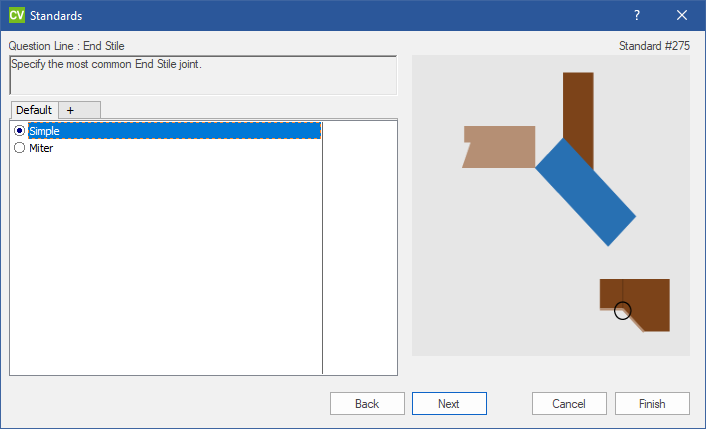 CV Standards ?
Question Line : End Stile
Standard #275
Specify the most common End Stile joint.
Default +
Simple
Miter
Back Next Cancel Finish